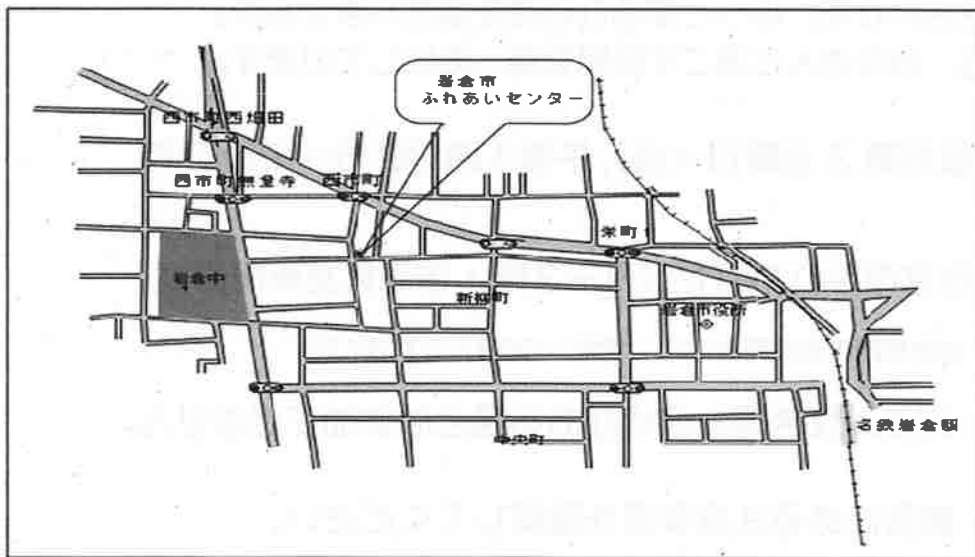 岩倉市
ふれあいセンター
西市町西畑田
西市町無量寺
西市町
栄町1
岩倉中
新柳町
岩倉市役所
中町
名鉄岩倉駅